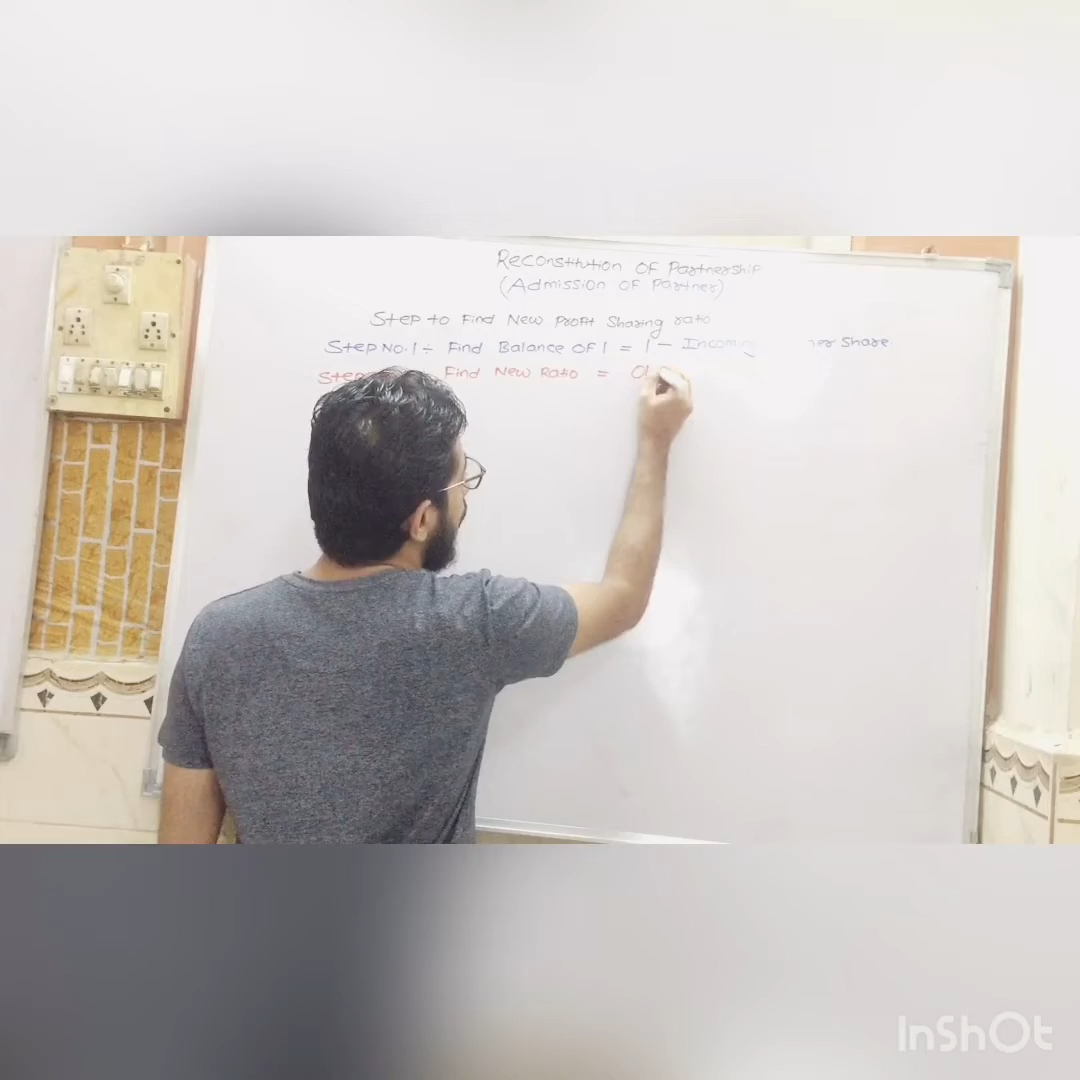 Reconstitution OF Partnership
(Admission OF Partner)
Step to Find New Profit Sharing ratio
Step No.1 ÷ Find Balance OF 1 = 1 - Incoming Share
Step Find New Ratio =
InShOt